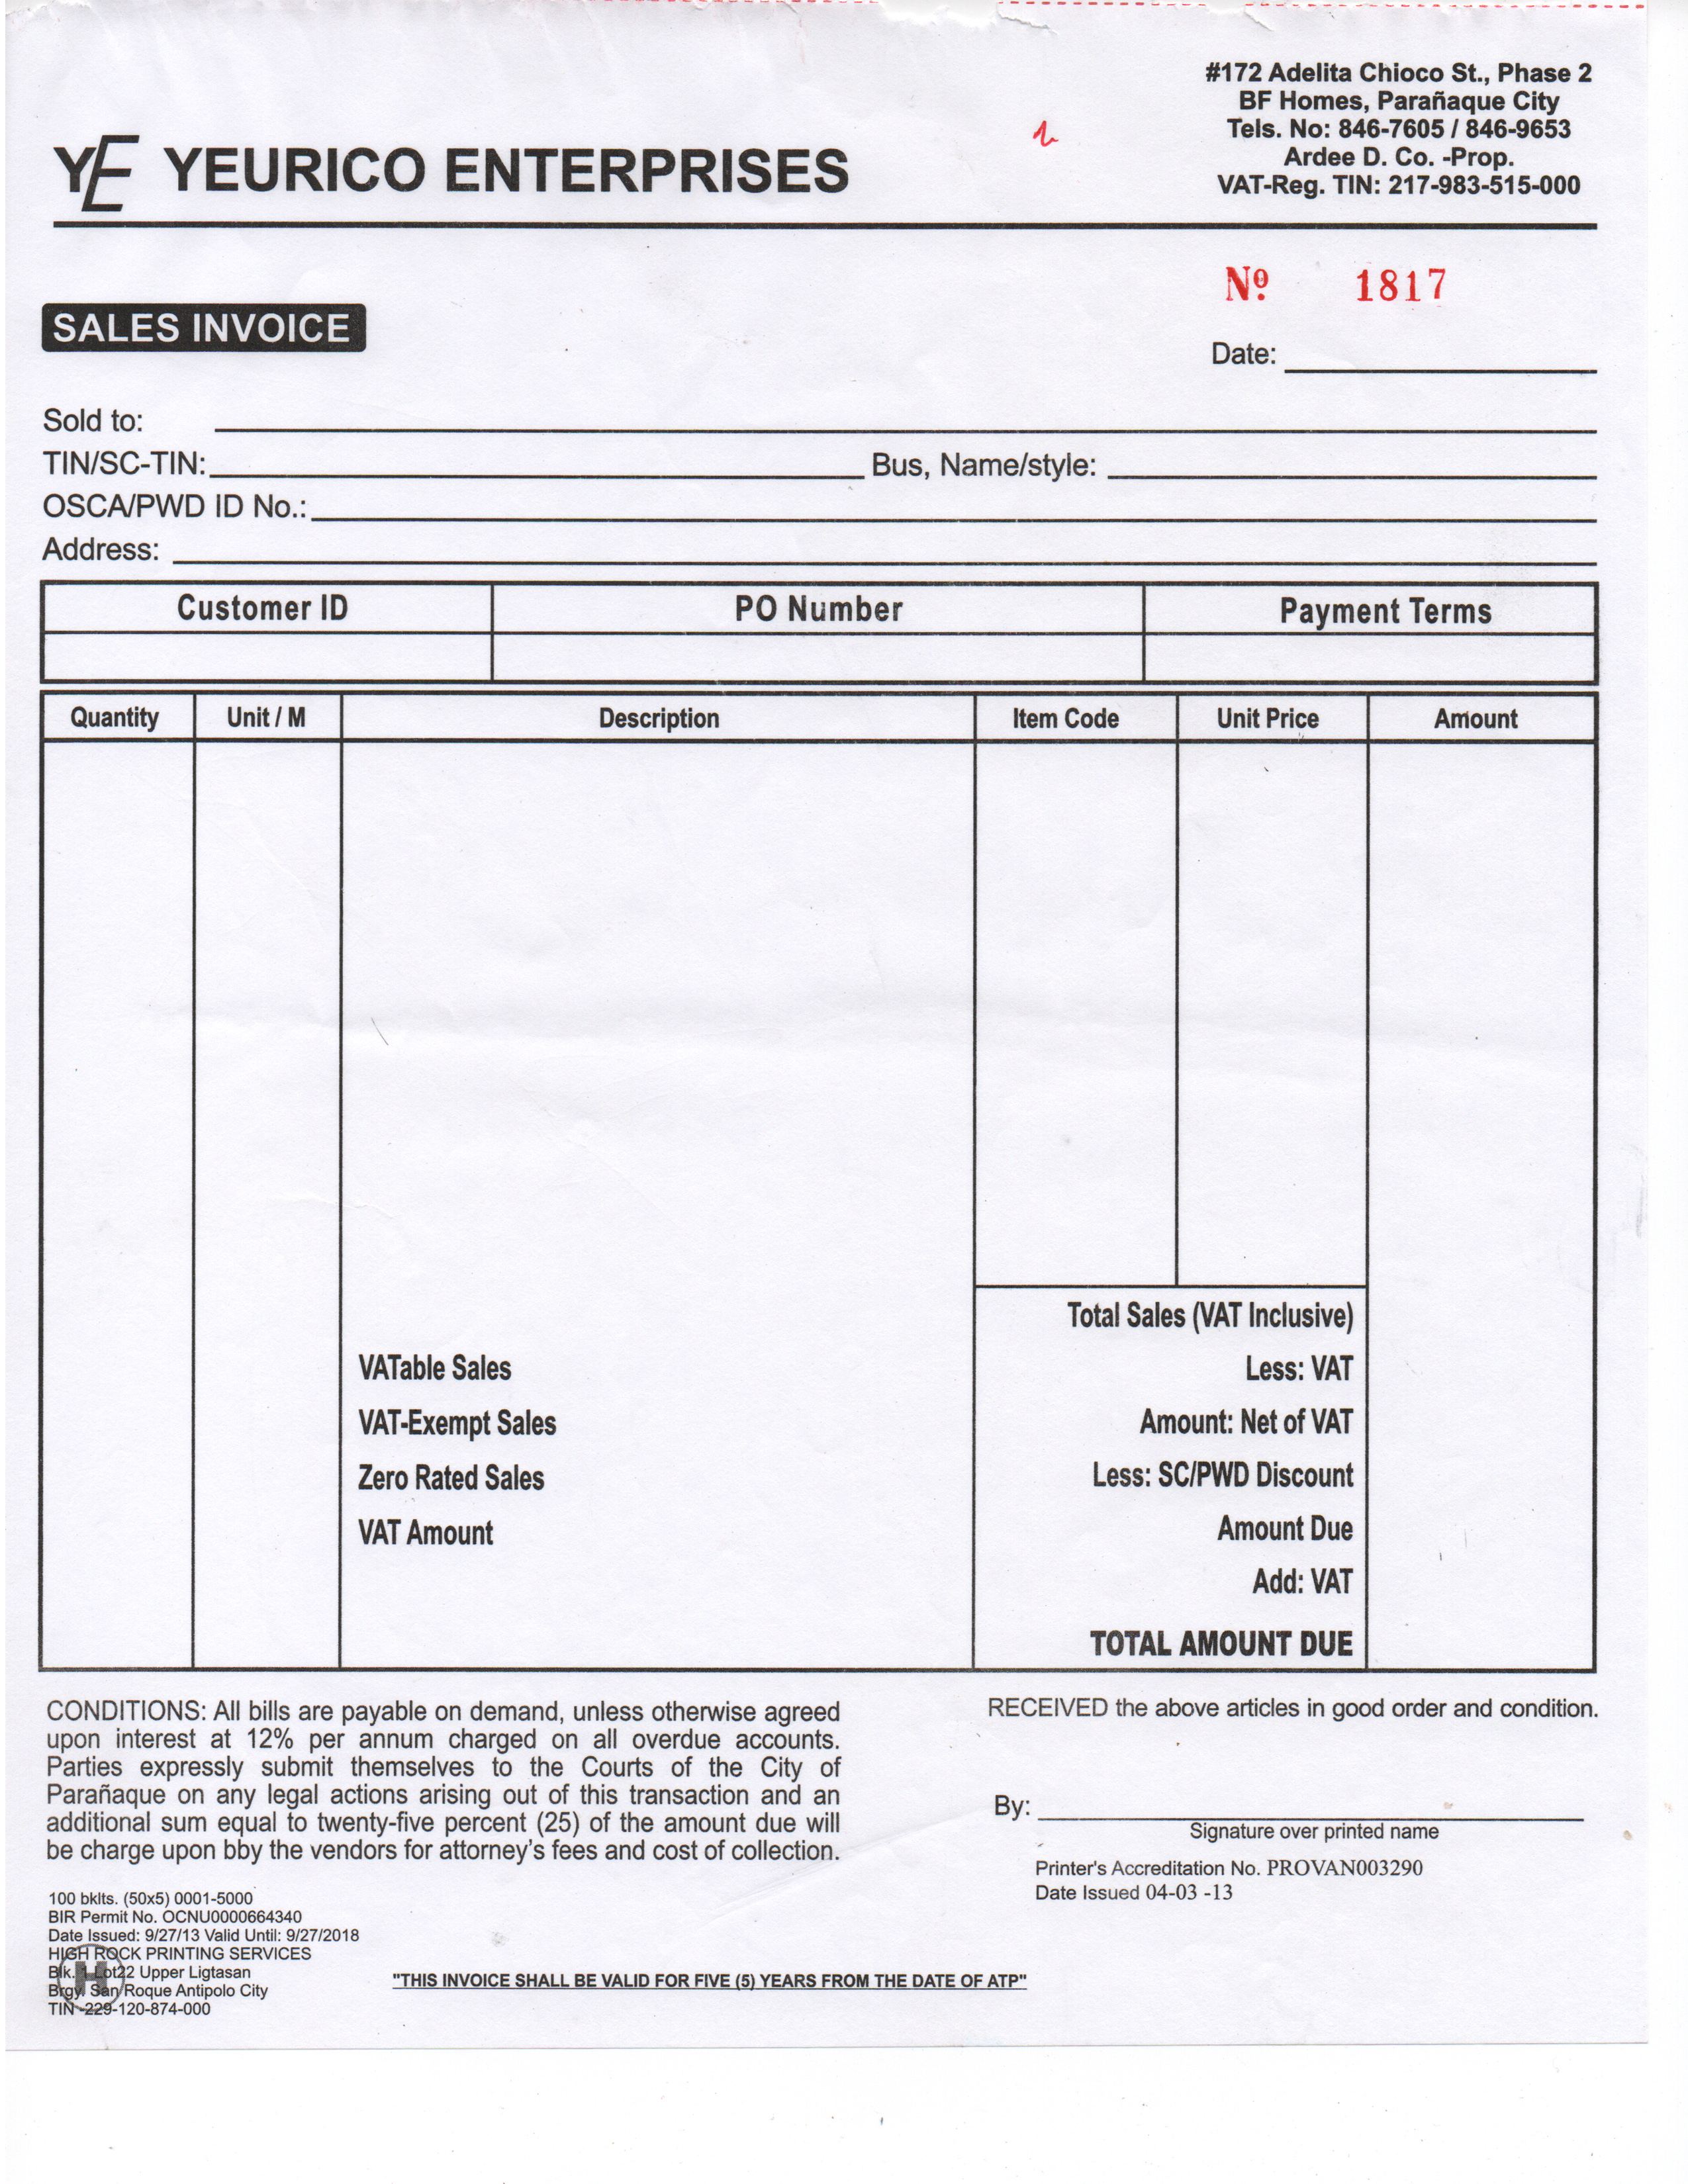 #172 Adelita Chioco St., Phase 2
BF Homes, Parañaque City
Tels. No: 846-7605 / 846-9653
Ardee D. Co. -Prop.
VAT-Reg. TIN: 217-983-515-000
YE YEURICO ENTERPRISES
Nº. 1817
SALES INVOICE
Date:
Sold to:
TIN/SC-TIN: Bus, Name/style:
OSCA/PWD ID No.:
Address:
Customer ID PO Number Payment Terms
Quantity Unit / M Description Item Code Unit Price Amount
Total Sales (VAT Inclusive)
VATable Sales Less: VAT
VAT-Exempt Sales Amount: Net of VAT
Zero Rated Sales Less: SC/PWD Discount
VAT Amount Amount Due
Add: VAT
TOTAL AMOUNT DUE
CONDITIONS: All bills are payable on demand, unless otherwise agreed
upon interest at 12% per annum charged on all overdue accounts.
Parties expressly submit themselves to the Courts of the City of
Parañaque on any legal actions arising out of this transaction and an
additional sum equal to twenty-five percent (25) of the amount due will
be charge upon bby the vendors for attorney's fees and cost of collection.
RECEIVED the above articles in good order and condition.
By:
Signature over printed name
Printer's Accreditation No. PROVAN003290
Date Issued 04-03 -13
100 bklts. (50x5) 0001-5000
BIR Permit No. OCNU0000664340
Date Issued: 9/27/13 Valid Until: 9/27/2018
HIGH ROCK PRINTING SERVICES
Blk. 1 Lot22 Upper Ligtasan
Brgy. San Roque Antipolo City
TIN -229-120-874-000
H
"THIS INVOICE SHALL BE VALID FOR FIVE (5) YEARS FROM THE DATE OF ATP"